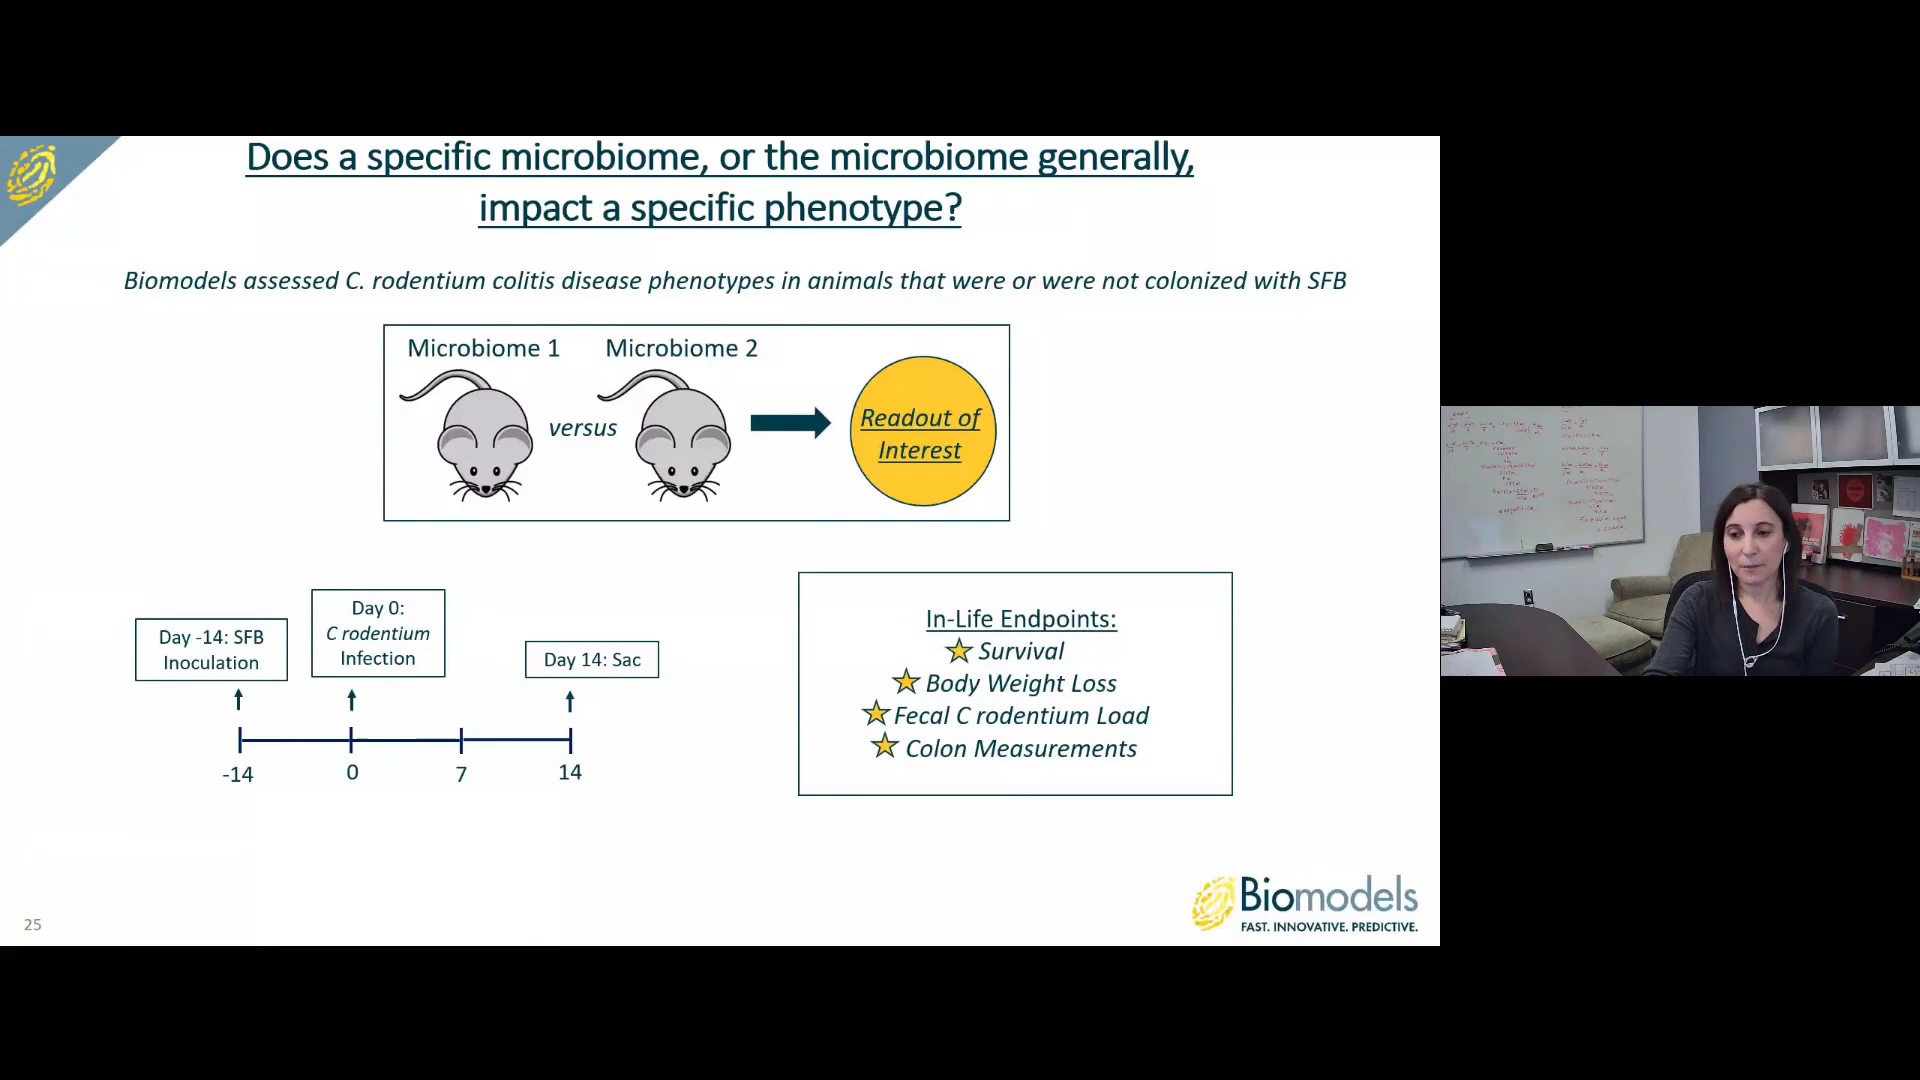 Does a specific microbiome, or the microbiome generally,
impact a specific phenotype?
Biomodels assessed C. rodentium colitis disease phenotypes in animals that were or were not colonized with SFB
Microbiome 1
Microbiome 2
versus
Readout of
Interest
Day -14: SFB
Inoculation
Day 0:
C rodentium
Infection
Day 14: Sac
-14
0
7
14
In-Life Endpoints:
Survival
Body Weight Loss
Fecal C rodentium Load
Colon Measurements
Biomodels
FAST. INNOVATIVE. PREDICTIVE.
25